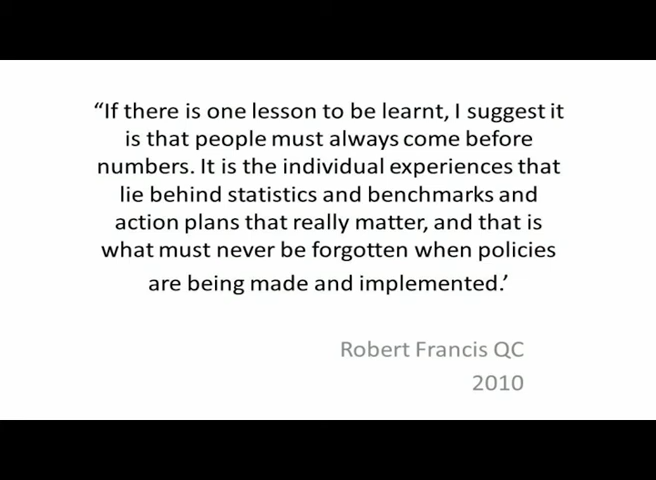 “If there is one lesson to be learnt, I suggest it
is that people must always come before
numbers. It is the individual experiences that
lie behind statistics and benchmarks and
action plans that really matter, and that is
what must never be forgotten when policies
are being made and implemented.’
Robert Francis QC
2010